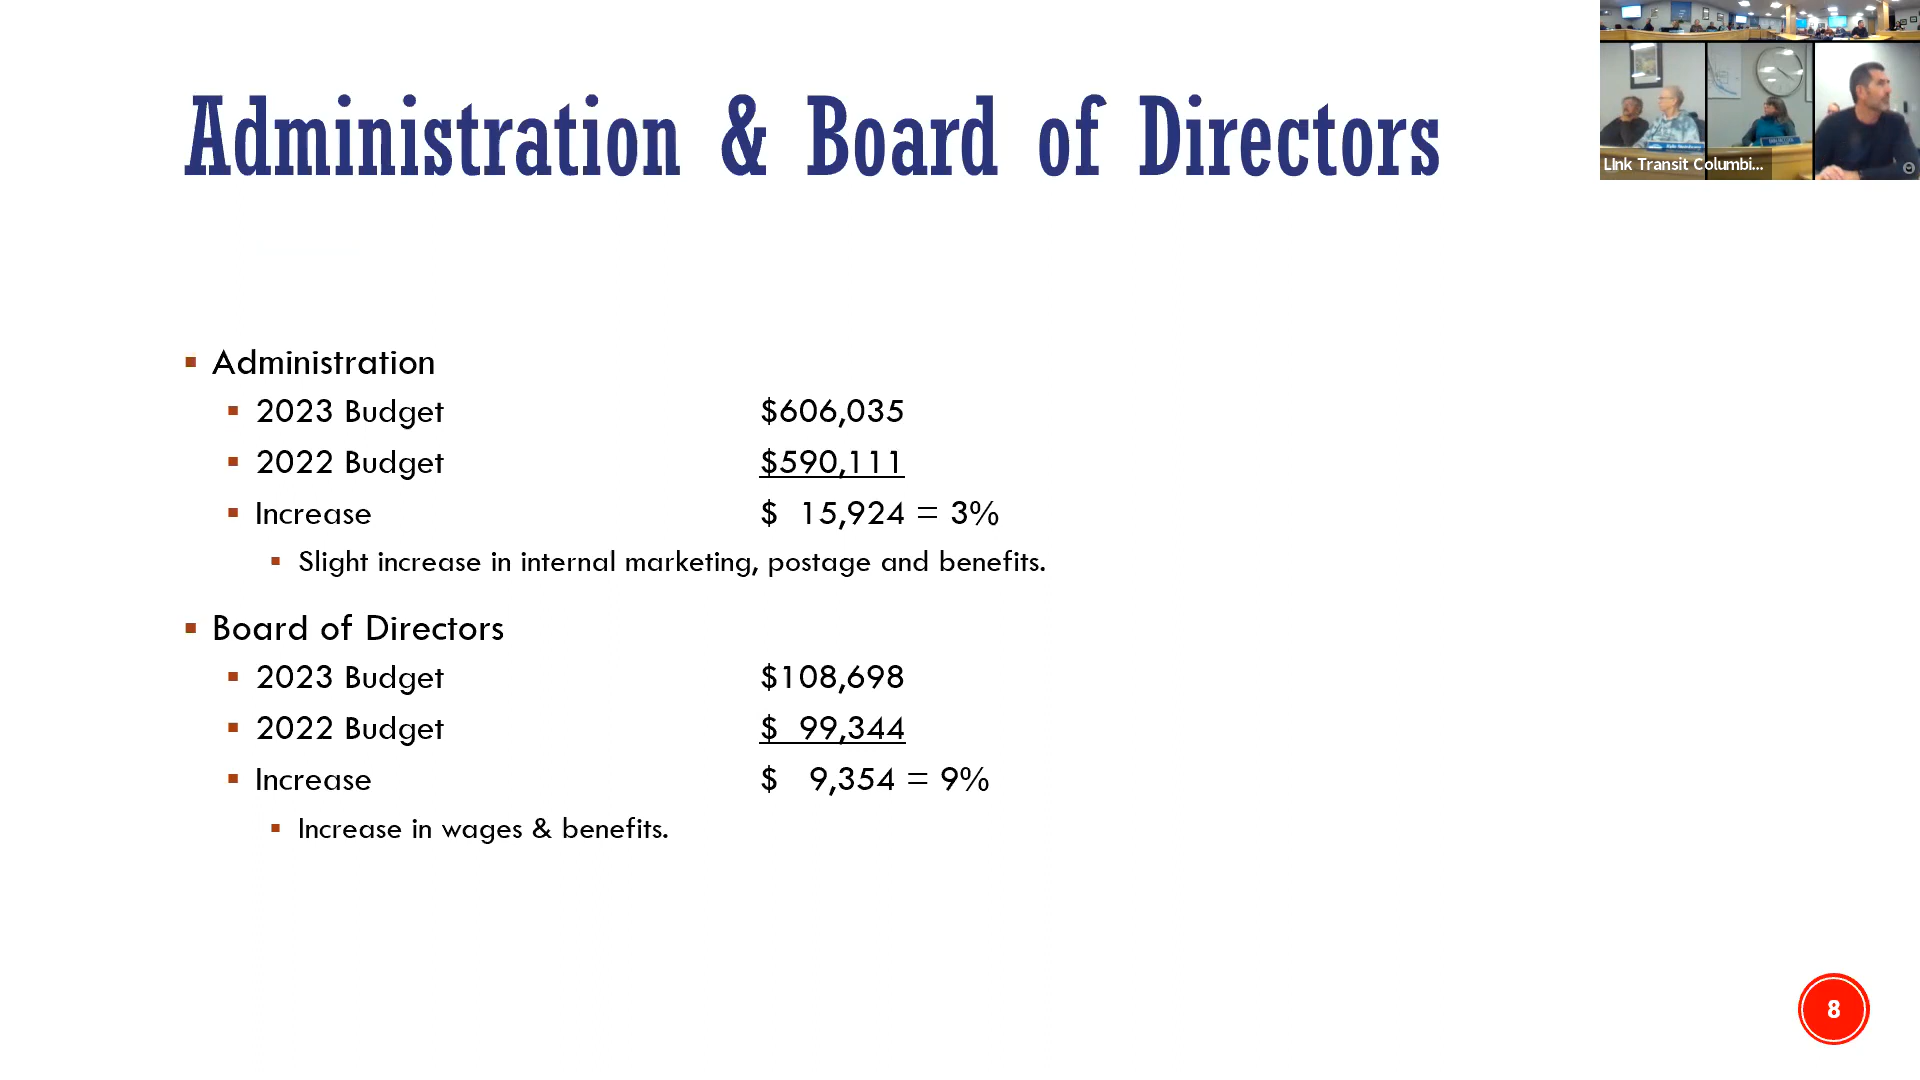 Administration & Board of Directors
LInk Transit Columbi...
Administration
2023 Budget $606,035
2022 Budget $590,111
Increase $ 15,924 = 3%
Slight increase in internal marketing, postage and benefits.
Board of Directors
2023 Budget $108,698
2022 Budget $ 99,344
Increase $ 9,354 = 9%
Increase in wages & benefits.
8